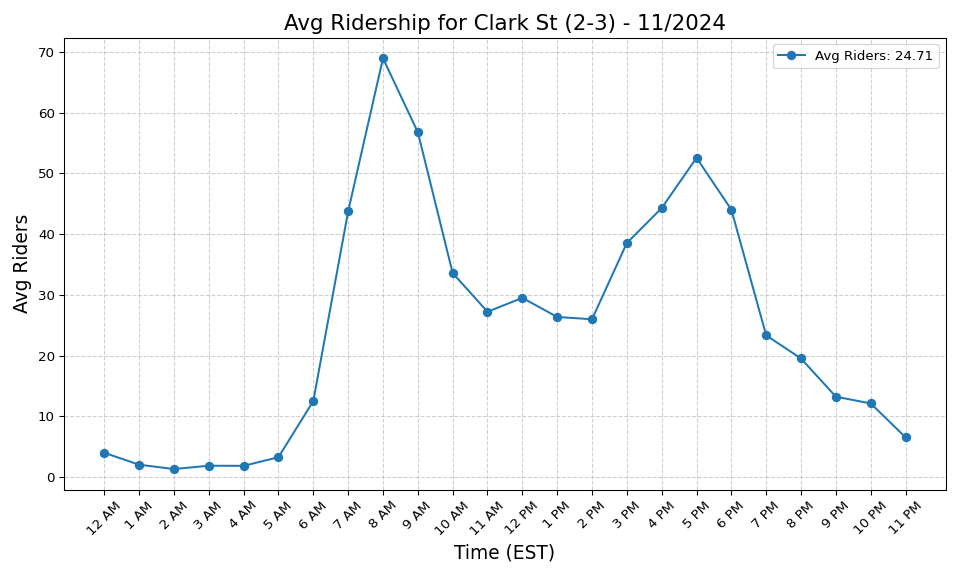 Avg Ridership for Clark St (2-3) - 11/2024
Avg Riders: 24.71
Avg Riders
70
60
50
40
30
20
10
0
12 AM
1 AM
2 AM
3 AM
4 AM
5 AM
6 AM
7 AM
8 AM
9 AM
10 AM
11 AM
12 PM
1 PM
2 PM
3 PM
4 PM
5 PM
6 PM
7 PM
8 PM
9 PM
10 PM
11 PM
Time (EST)